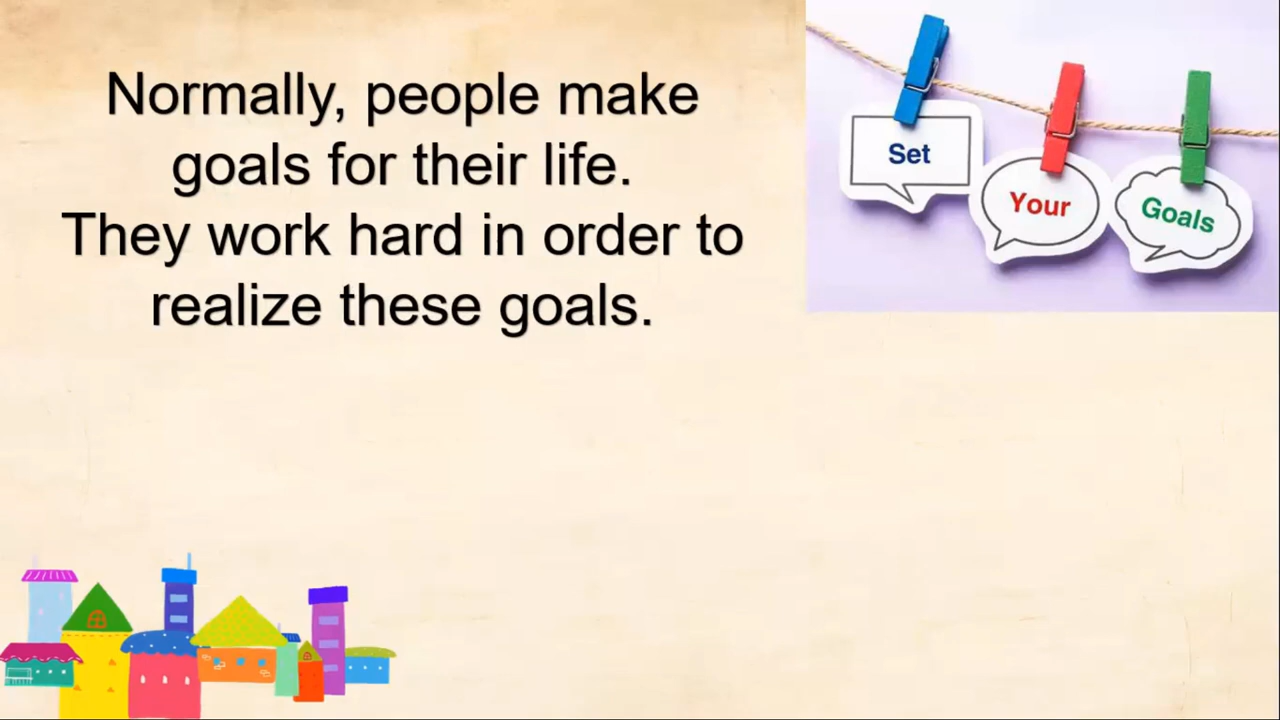 Normally, people make
goals for their life.
They work hard in order to
realize these goals.
Set
Your
Goals